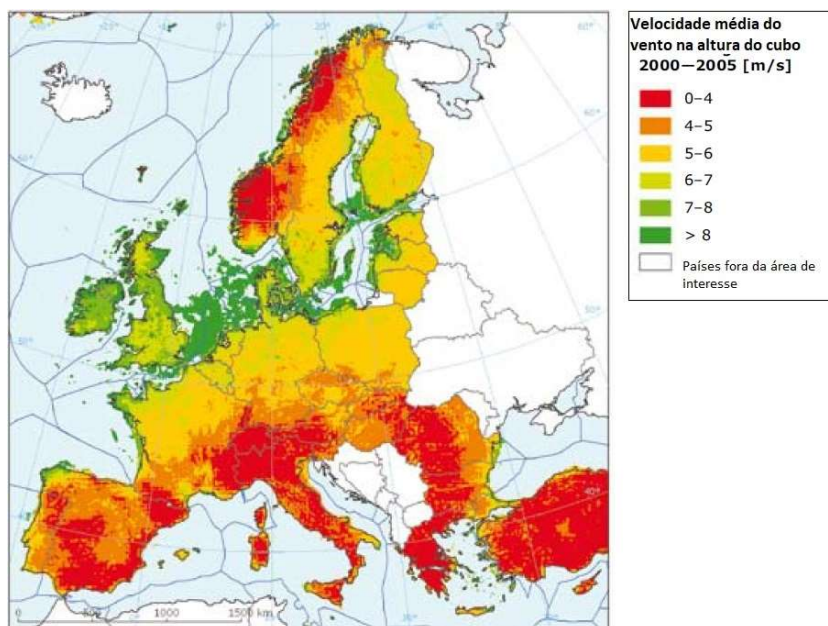 Velocidade média do
vento na altura do cubo
2000—2005 [m/s]
0–4
4–5
5–6
6–7
7–8
> 8
Países fora da área de
interesse
0 500 1000 1500 km